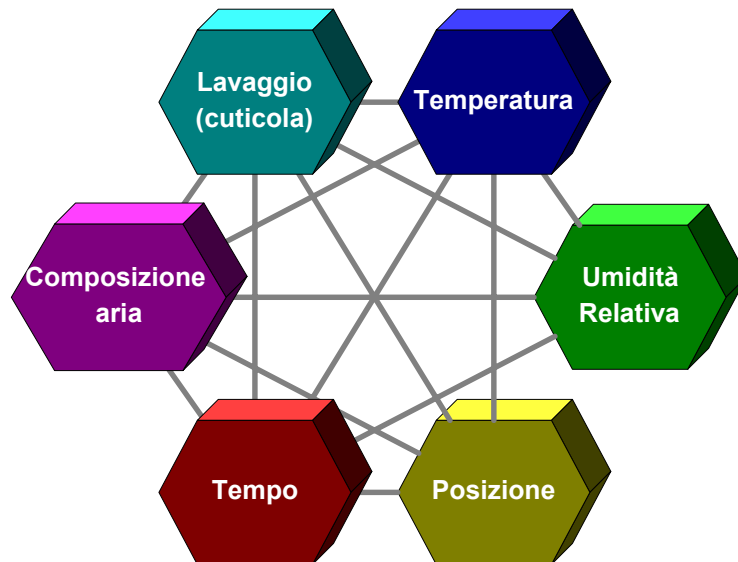 Lavaggio
(cuticola)
Temperatura
Composizione
aria
Umidità
Relativa
Tempo
Posizione